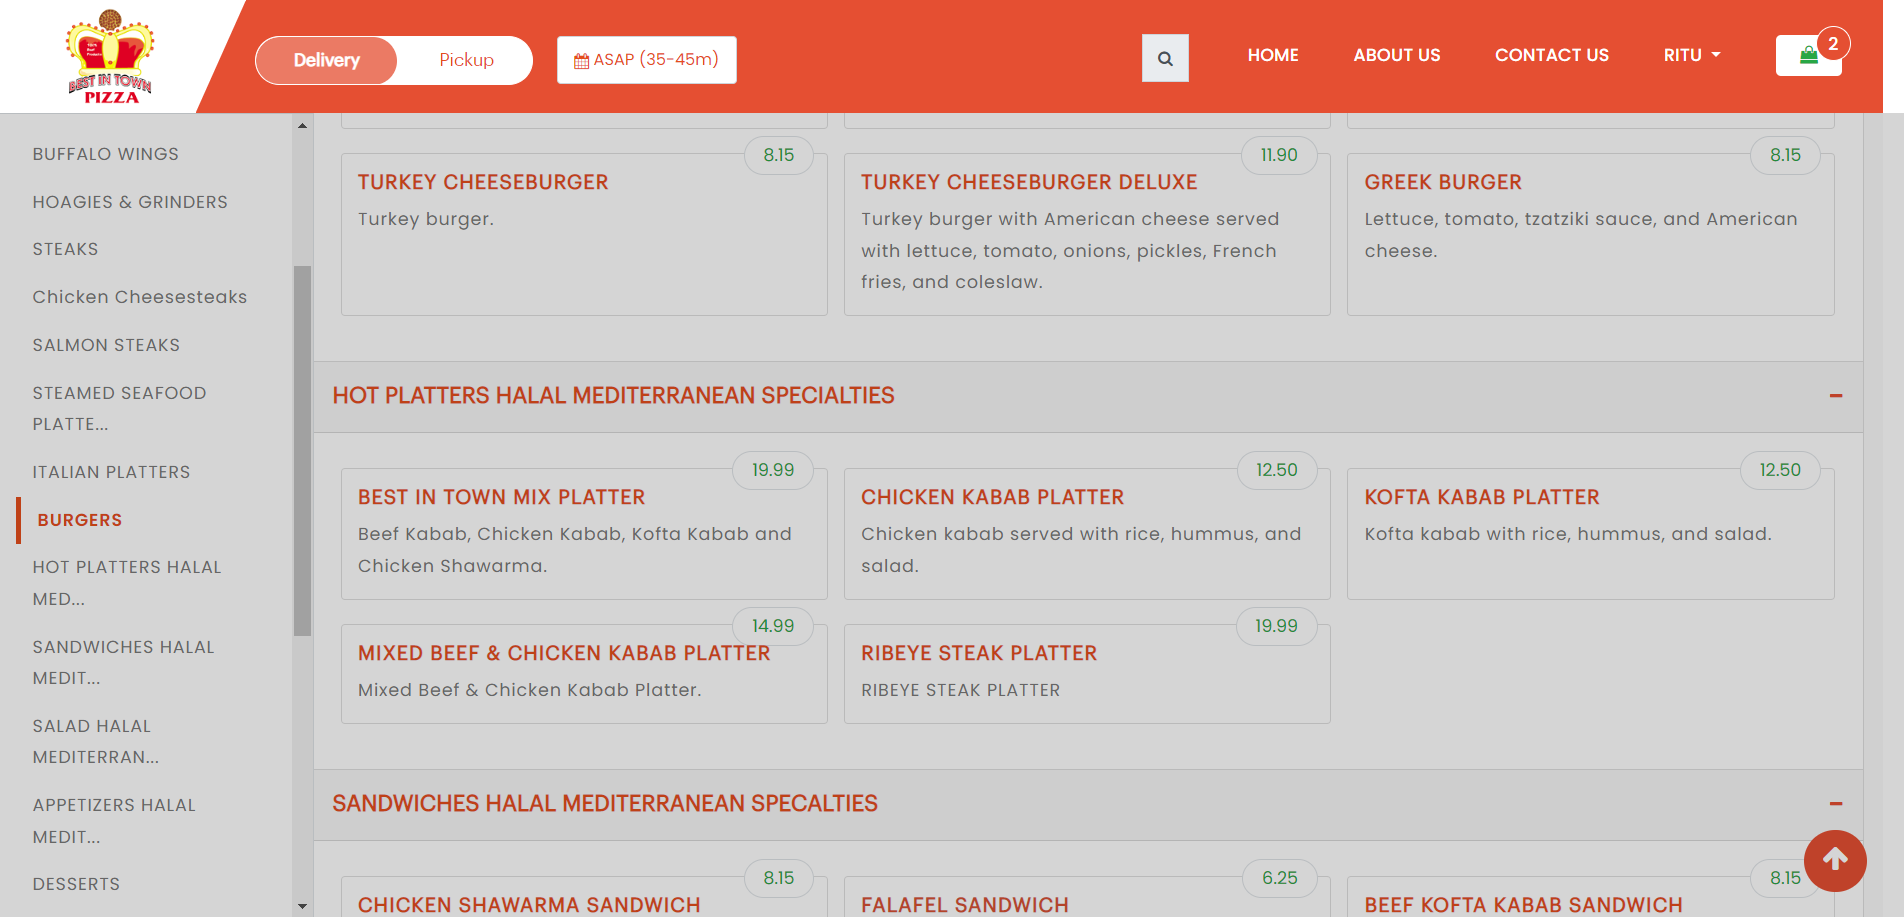 BEST IN TOWN
PIZZA
Delivery
Pickup
ASAP (35-45m)
HOME
ABOUT US
CONTACT US
RITU
2
BUFFALO WINGS
HOAGIES & GRINDERS
STEAKS
Chicken Cheesesteaks
SALMON STEAKS
STEAMED SEAFOOD
PLATTE...
ITALIAN PLATTERS
BURGERS
HOT PLATTERS HALAL
MED...
SANDWICHES HALAL
MEDIT...
SALAD HALAL
MEDITERRAN...
APPETIZERS HALAL
MEDIT...
DESSERTS
8.15
TURKEY CHEESEBURGER
Turkey burger.
11.90
TURKEY CHEESEBURGER DELUXE
Turkey burger with American cheese served
with lettuce, tomato, onions, pickles, French
fries, and coleslaw.
8.15
GREEK BURGER
Lettuce, tomato, tzatziki sauce, and American
cheese.
HOT PLATTERS HALAL MEDITERRANEAN SPECIALTIES
19.99
BEST IN TOWN MIX PLATTER
Beef Kabab, Chicken Kabab, Kofta Kabab and
Chicken Shawarma.
12.50
CHICKEN KABAB PLATTER
Chicken kabab served with rice, hummus, and
salad.
12.50
KOFTA KABAB PLATTER
Kofta kabab with rice, hummus, and salad.
14.99
MIXED BEEF & CHICKEN KABAB PLATTER
Mixed Beef & Chicken Kabab Platter.
19.99
RIBEYE STEAK PLATTER
RIBEYE STEAK PLATTER
SANDWICHES HALAL MEDITERRANEAN SPECALTIES
8.15
CHICKEN SHAWARMA SANDWICH
6.25
FALAFEL SANDWICH
8.15
BEEF KOFTA KABAB SANDWICH